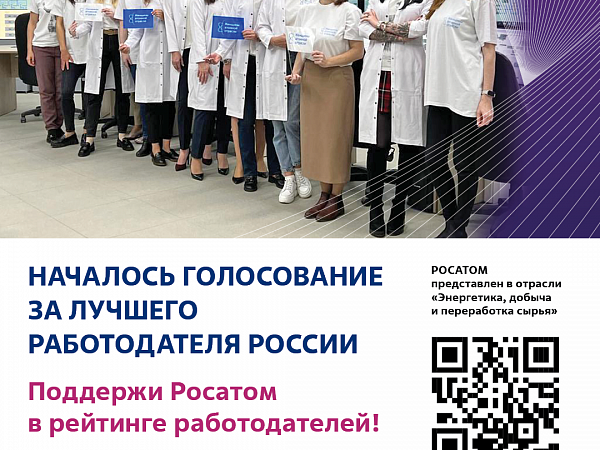 НАЧАЛОСЬ ГОЛОСОВАНИЕ
ЗА ЛУЧШЕГО
РАБОТОДАТЕЛЯ РОССИИ
Поддержи Росатом
в рейтинге работодателей!
РОСАТОМ
представлен в отрасли
«Энергетика, добыча
и переработка сырья»